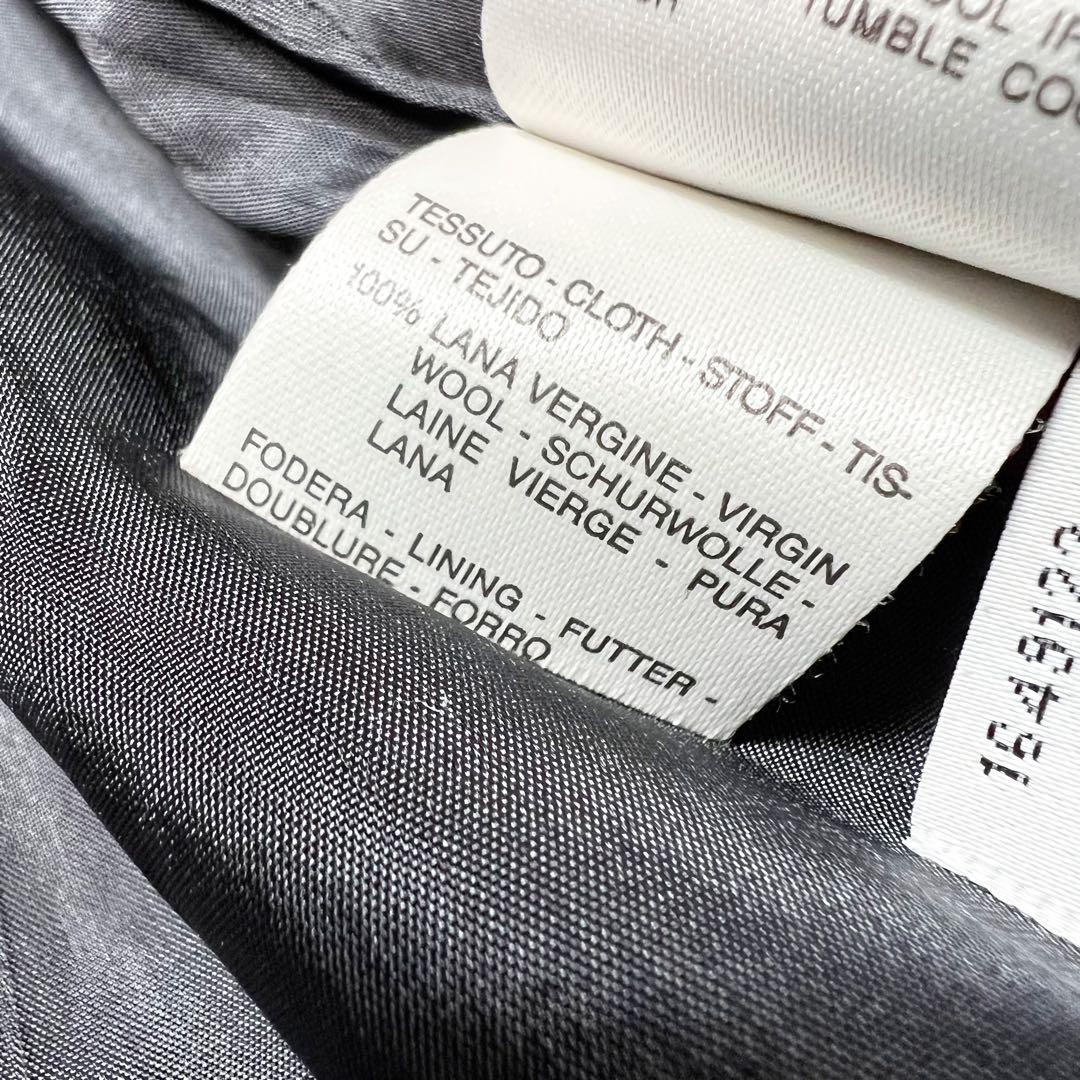 TUMBLE
TESSUTO - CLOTH - STOFF - TIS-
SU - TEJIDO
100% LANA VERGINE - VIRGIN
WOOL - SCHURWOLLE -
LAINE VIERGE - PURA
LANA
FODERA - LINING - FUTTER -
DOUBLURE - FORRO